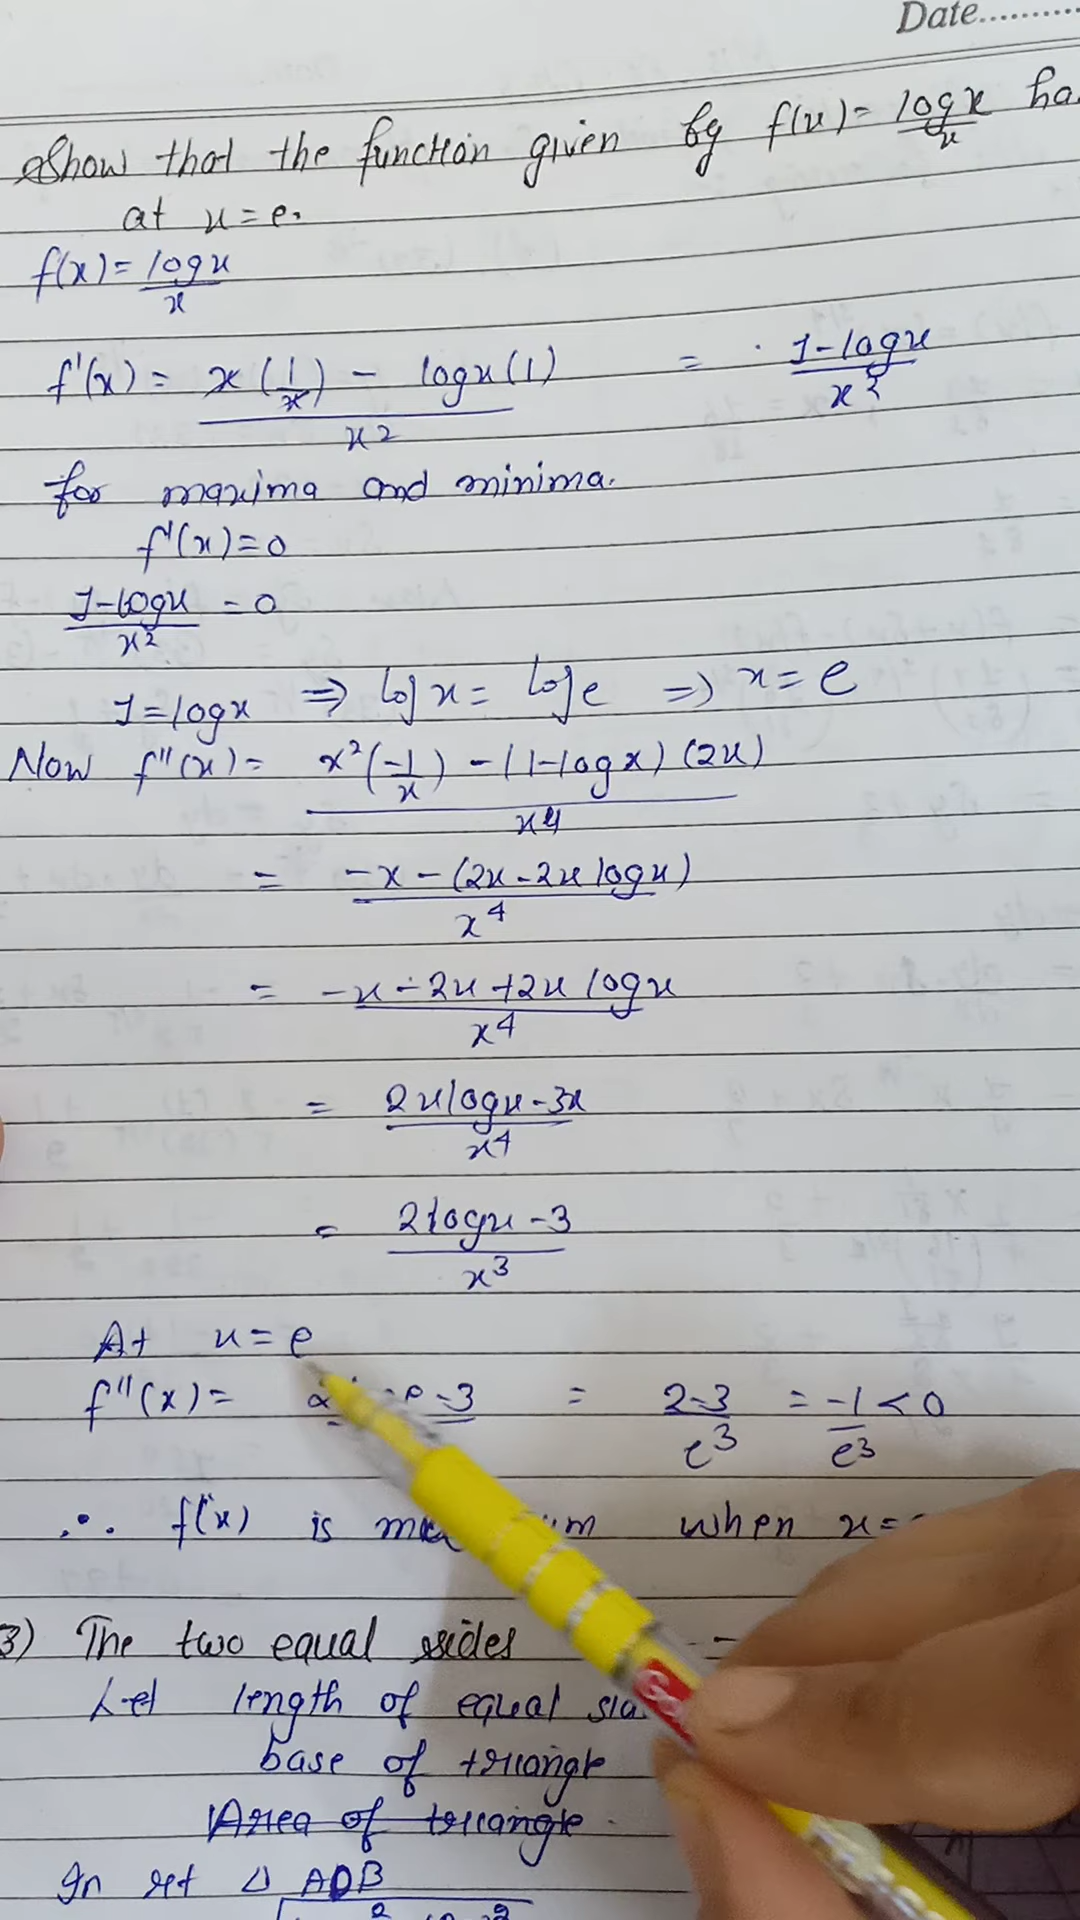 Date..........
Show that the function given by f(x) = log x / x ha
at x = e.
f(x) = log x / x
f'(x) = x (1/x) - log x (1) / x² = 1 - log x / x²
for maxima and minima.
f'(x) = 0
1 - log x / x² = 0
1 = log x ⇒ log x = log e ⇒ x = e
Now f''(x) = x² (-1/x) - (1 - log x) (2x) / x⁴
= -x - (2x - 2x log x) / x⁴
= -x - 2x + 2x log x / x⁴
= 2x log x - 3x / x⁴
= 2 log x - 3 / x³
At x = e
f''(x) = e - 3 = 2 - 3 / e³ = -1 / e³ < 0
∴ f(x) is when x =
3) The two equal sides =
Let length of equal
base of triangle
Area of triangle.
In rt △ ADB